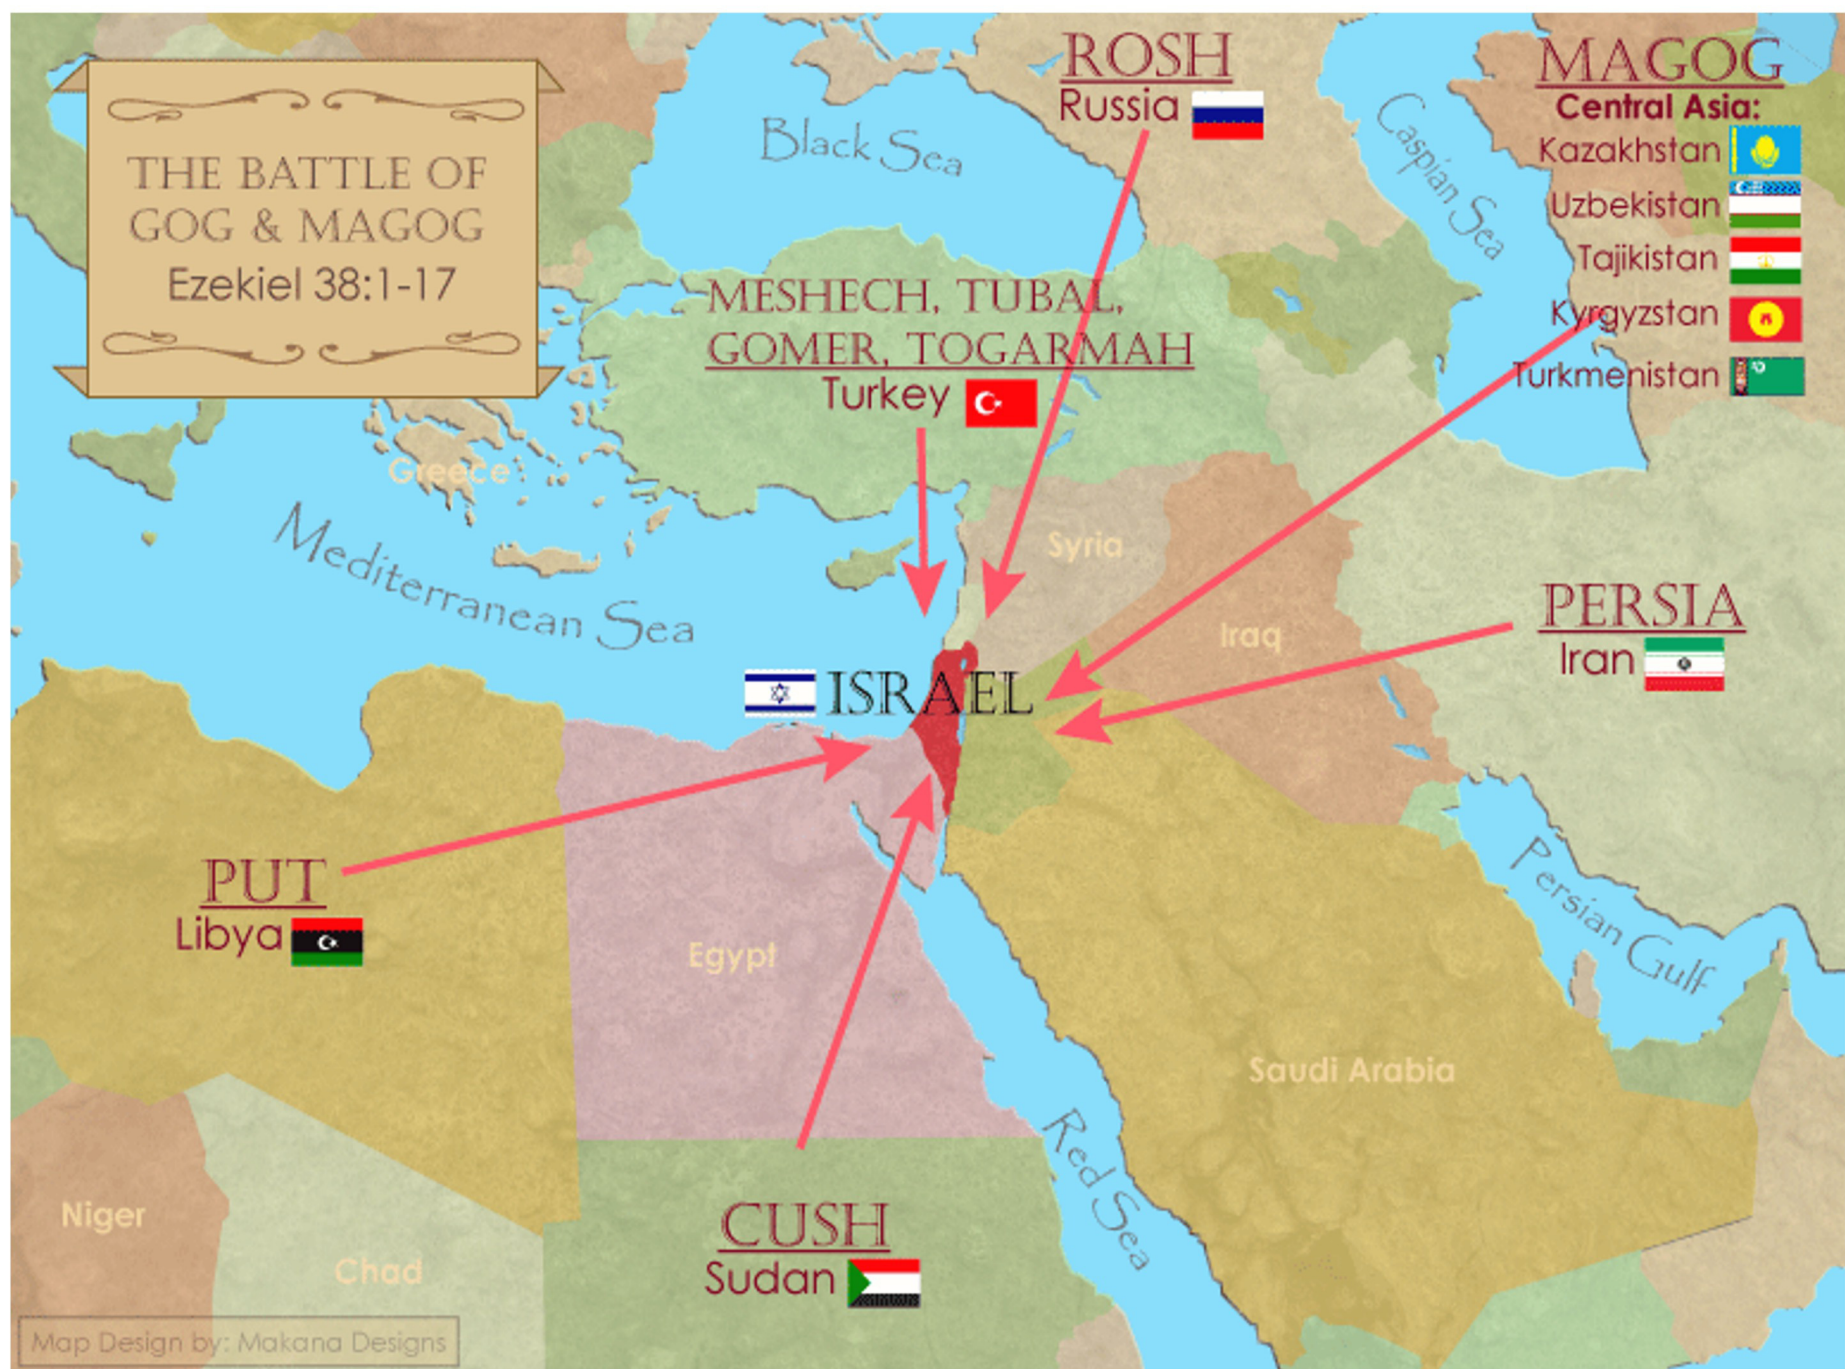 THE BATTLE OF
GOG & MAGOG
Ezekiel 38:1-17
ROSH
Russia
MAGOG
Central Asia:
Kazakhstan
Uzbekistan
Tajikistan
Kyrgyzstan
Turkmenistan
Black Sea
Caspian Sea
MESHECH, TUBAL,
GOMER, TOGARMAH
Turkey
Greece
Mediterranean Sea
Syria
Iraq
PERSIA
Iran
ISRAEL
PUT
Libya
Egypt
Persian Gulf
Saudi Arabia
Red Sea
CUSH
Sudan
Niger
Chad
Map Design by: Makana Designs